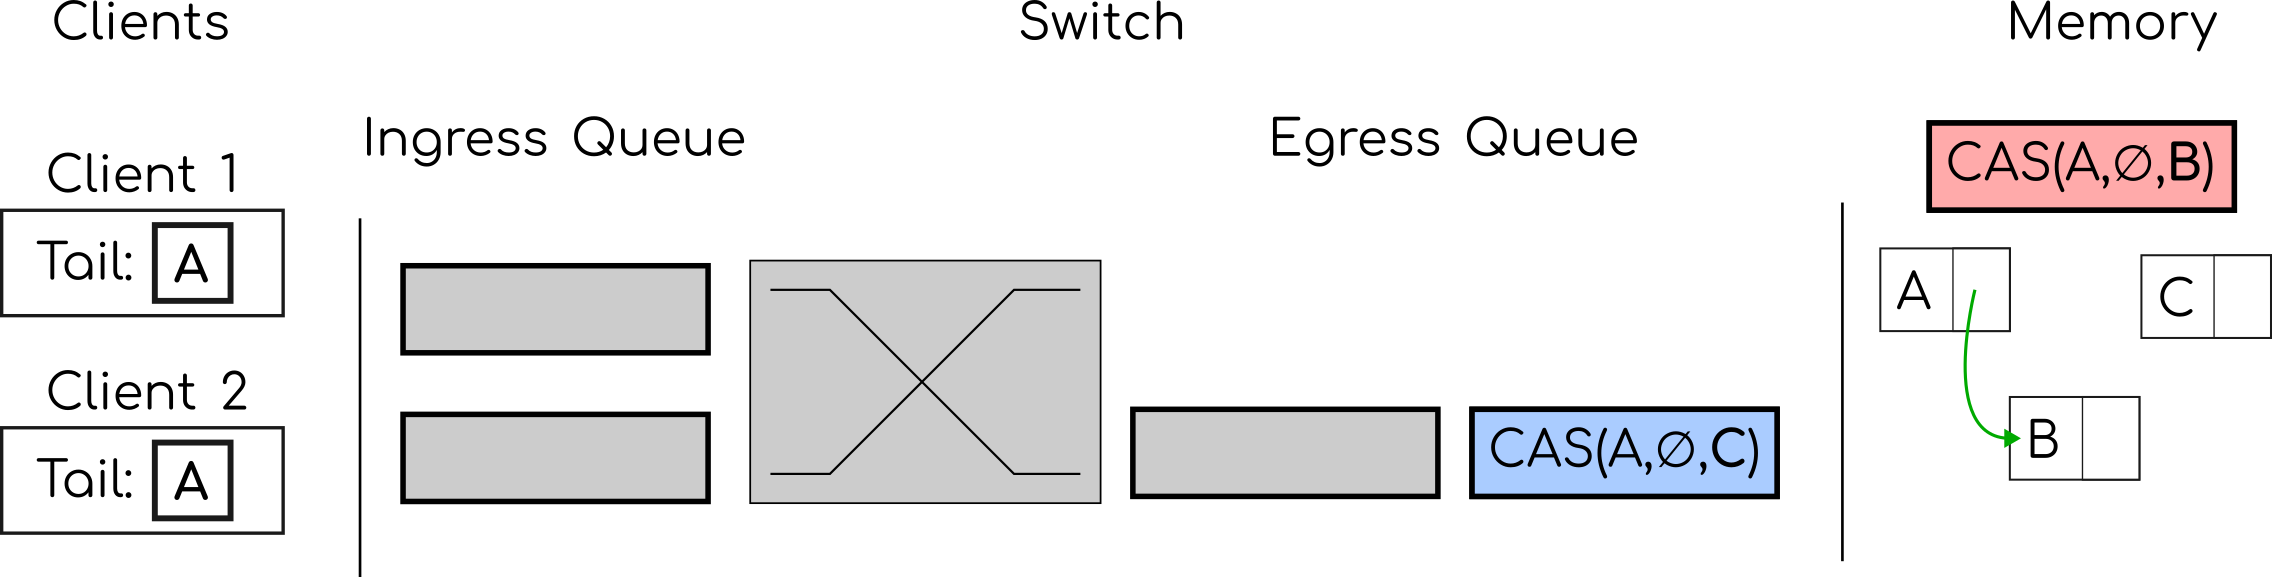 Clients
Switch
Memory
Ingress Queue
Egress Queue
Client 1
Tail: A
Client 2
Tail: A
CAS(A,∅,C)
CAS(A,∅,B)
A
C
B